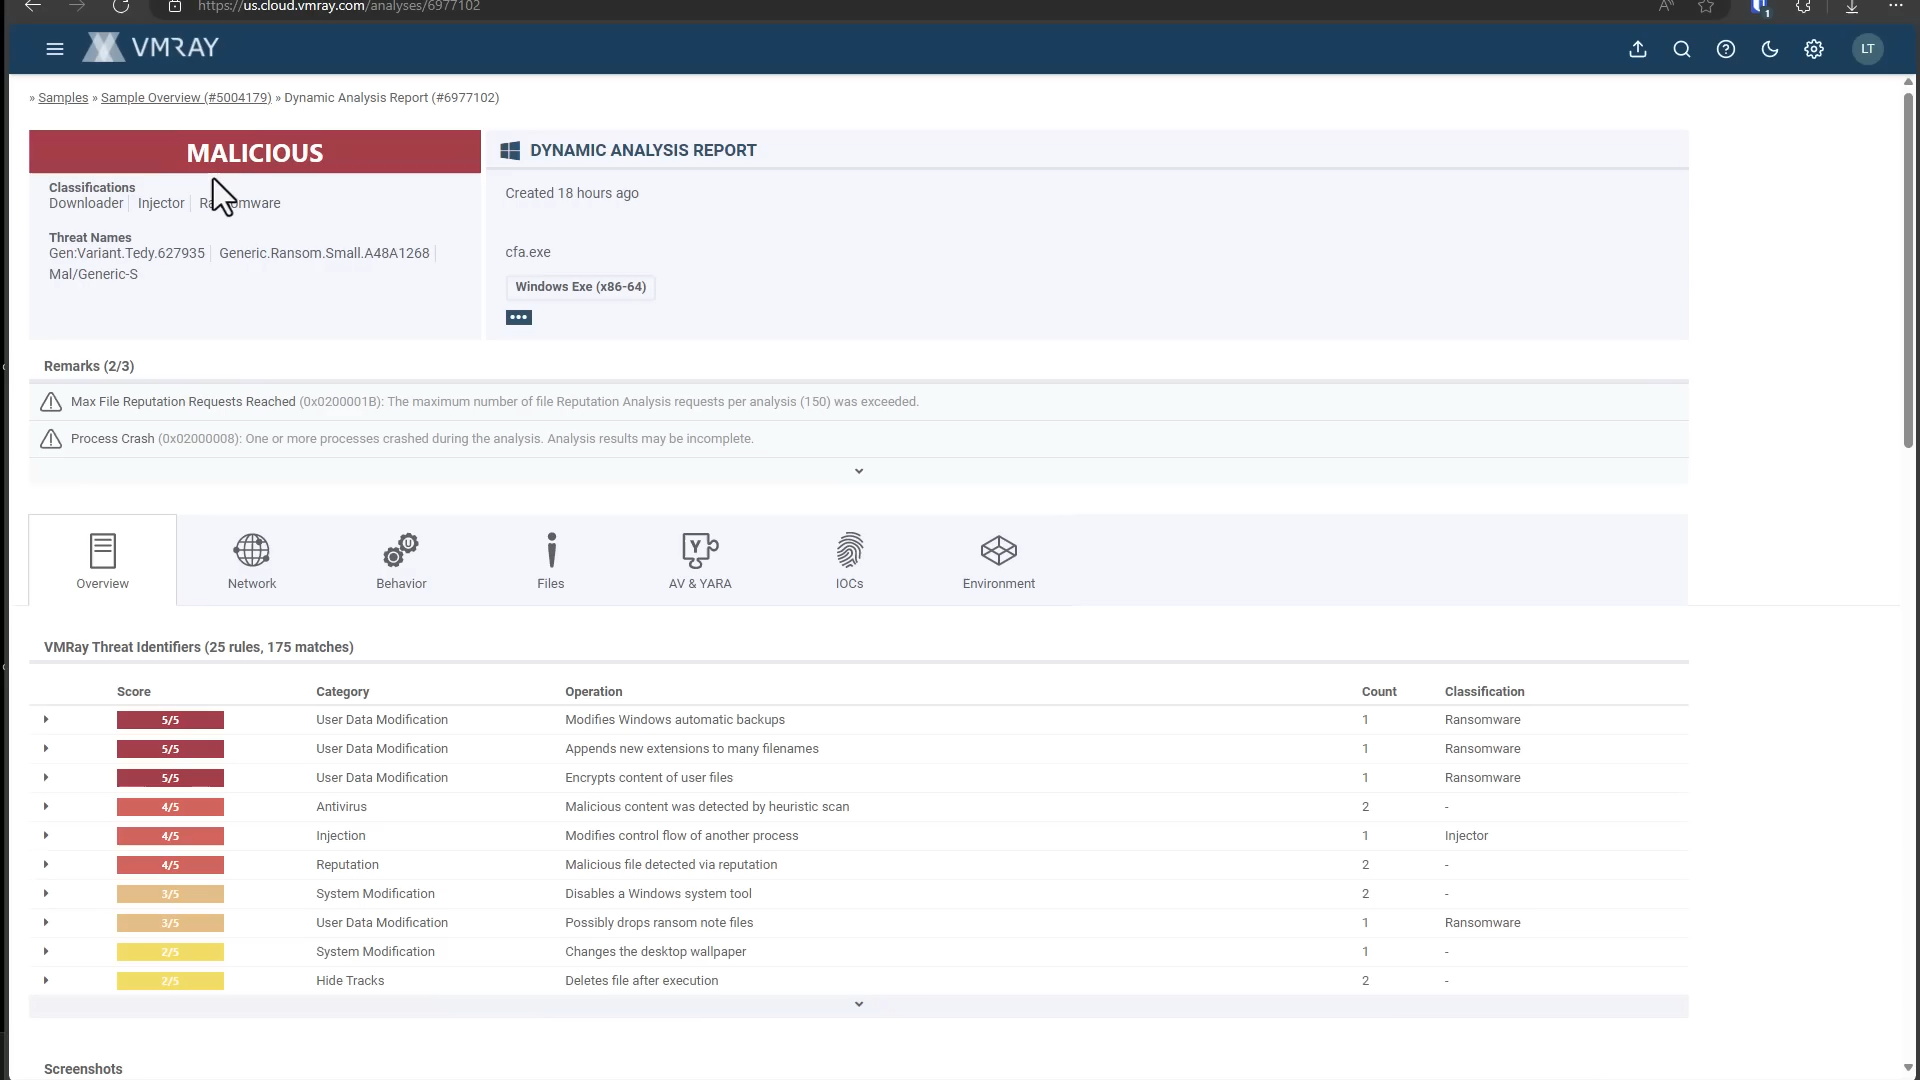 https://us.cloud.vmray.com/analyses/6977102
1
VMRAY
LT
» Samples » Sample Overview (#5004179) » Dynamic Analysis Report (#6977102)
MALICIOUS
Classifications
Downloader Injector Ransomware
Threat Names
Gen:Variant.Tedy.627935 Generic.Ransom.Small.A48A1268
Mal/Generic-S
DYNAMIC ANALYSIS REPORT
Created 18 hours ago
cfa.exe
Windows Exe (x86-64)
Remarks (2/3)
Max File Reputation Requests Reached (0x0200001B): The maximum number of file Reputation Analysis requests per analysis (150) was exceeded.
Process Crash (0x02000008): One or more processes crashed during the analysis. Analysis results may be incomplete.
Overview Network Behavior Files AV & YARA IOCs Environment
VMRay Threat Identifiers (25 rules, 175 matches)
Score Category Operation Count Classification
5/5 User Data Modification Modifies Windows automatic backups 1 Ransomware
5/5 User Data Modification Appends new extensions to many filenames 1 Ransomware
5/5 User Data Modification Encrypts content of user files 1 Ransomware
4/5 Antivirus Malicious content was detected by heuristic scan 2 -
4/5 Injection Modifies control flow of another process 1 Injector
4/5 Reputation Malicious file detected via reputation 2 -
3/5 System Modification Disables a Windows system tool 2 -
3/5 User Data Modification Possibly drops ransom note files 1 Ransomware
2/5 System Modification Changes the desktop wallpaper 1 -
2/5 Hide Tracks Deletes file after execution 2 -
Screenshots